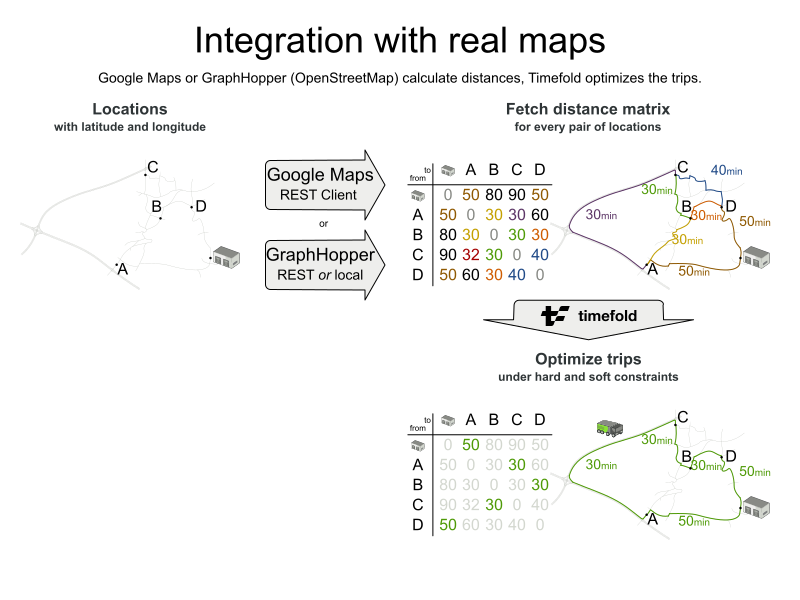 Integration with real maps
Google Maps or GraphHopper (OpenStreetMap) calculate distances, Timefold optimizes the trips.
Locations
with latitude and longitude
C
B
D
A
Google Maps
REST Client
or
GraphHopper
REST or local
Fetch distance matrix
for every pair of locations
to
from
A B C D
0 50 80 90 50
A 50 0 30 30 60
B 80 30 0 30 30
C 90 32 30 0 40
D 50 60 30 40 0
C
40min
30min
B
D
30min
30min
50min
30min
A
50min
timefold
Optimize trips
under hard and soft constraints
to
from
A B C D
0 50 80 90 50
A 50 0 30 30 60
B 80 30 0 30 30
C 90 32 30 0 40
D 50 60 30 40 0
C
30min
B
D
30min
30min
50min
A
50min